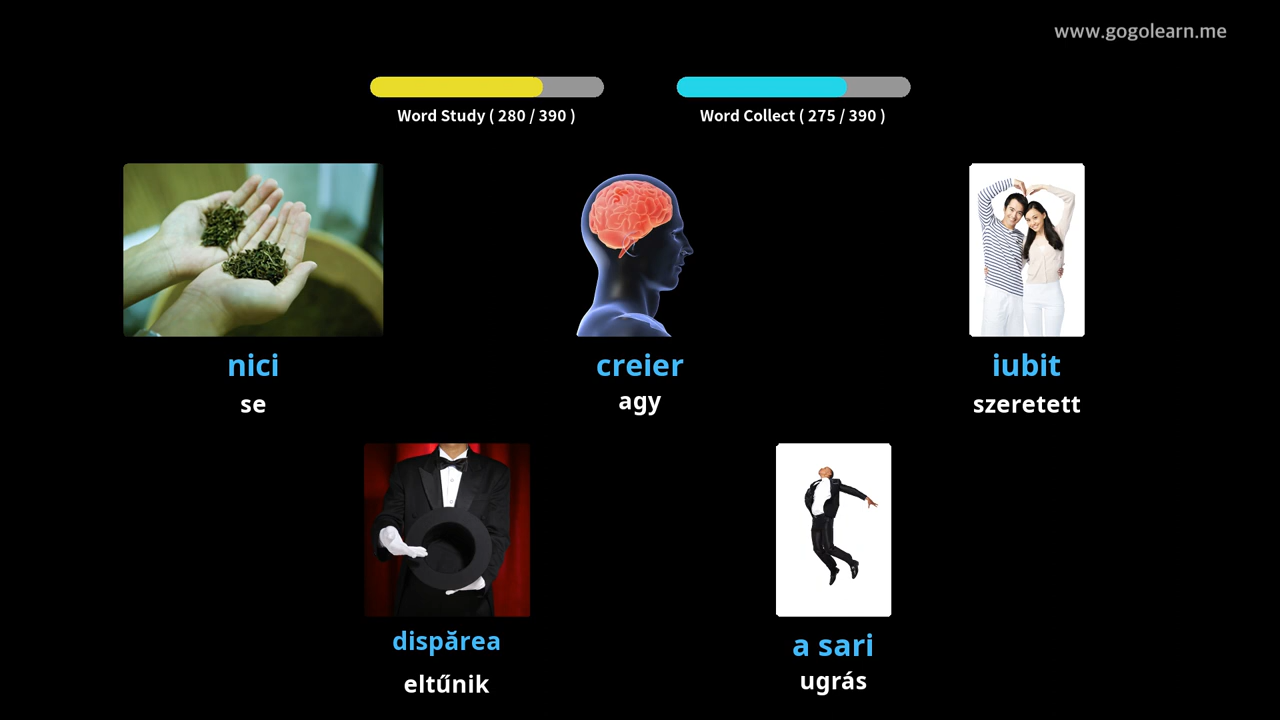 www.gogolearn.me
Word Study ( 280 / 390 )
Word Collect ( 275 / 390 )
nici
se
creier
agy
iubit
szeretett
dispărea
eltűnik
a sari
ugrás